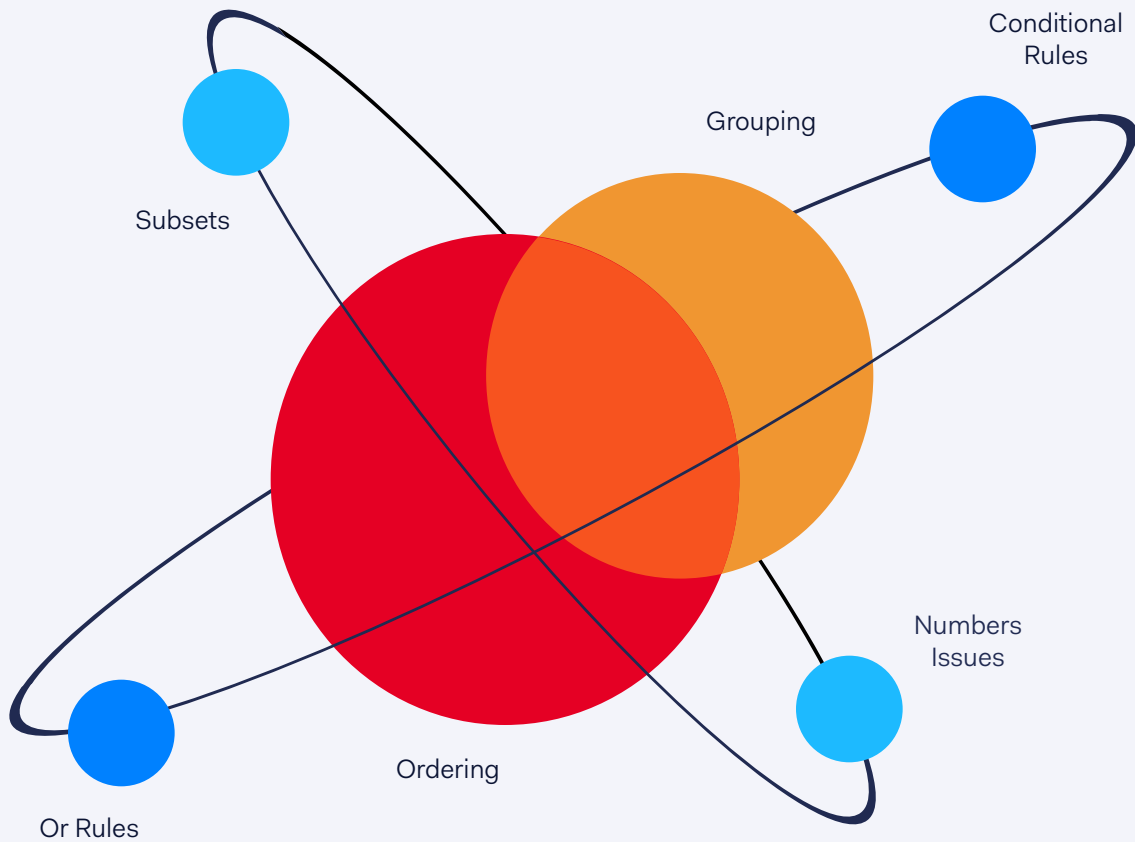 Conditional
Rules
Grouping
Subsets
Numbers
Issues
Ordering
Or Rules